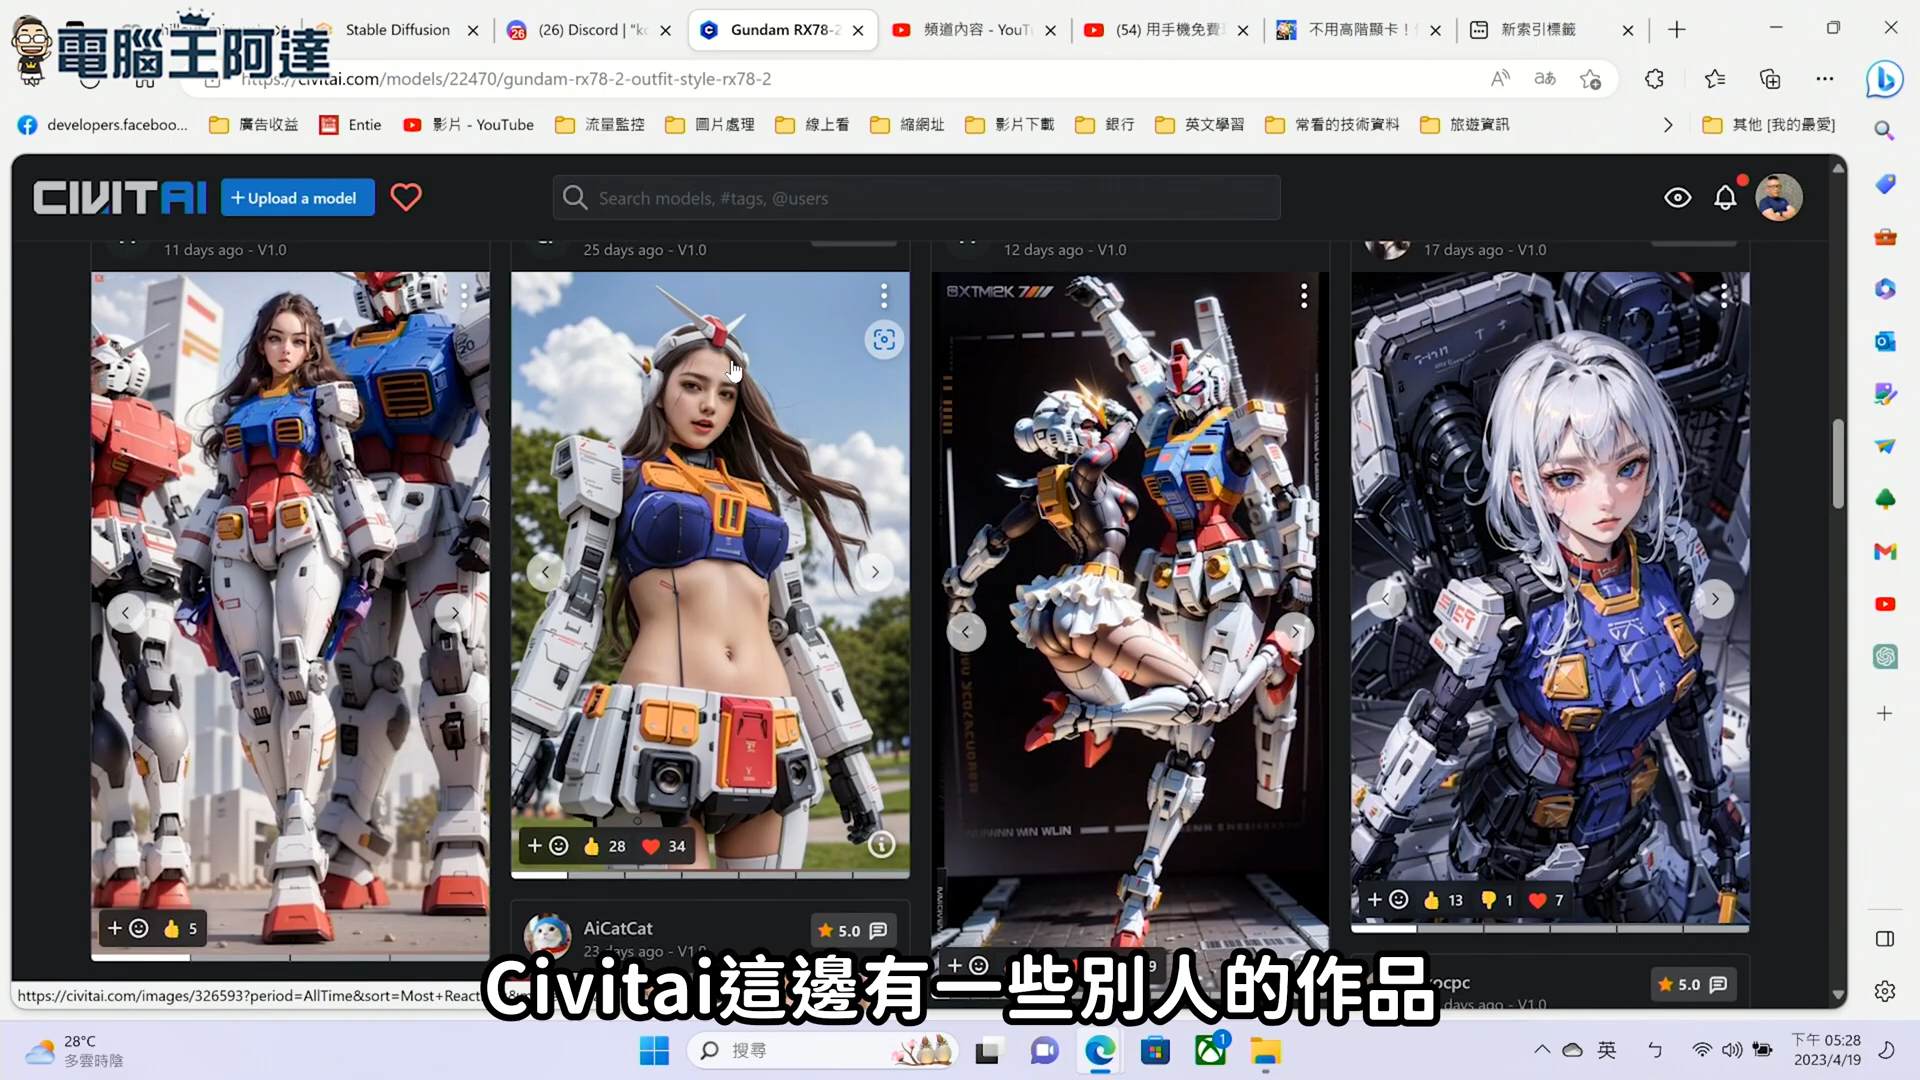 電腦王阿達
Stable Diffusion
(26) Discord | "kc
Gundam RX78-2
頻道內容 - YouTu
(54) 用手機免費
不用高階顯卡！
新索引標籤
https://civitai.com/models/22470/gundam-rx78-2-outfit-style-rx78-2
developers.faceboo...
廣告收益
Entie
影片 - YouTube
流量監控
圖片處理
線上看
縮網址
影片下載
銀行
英文學習
常看的技術資料
旅遊資訊
其他 [我的最愛]
CIVITAI
+ Upload a model
Search models, #tags, @users
11 days ago - V1.0
25 days ago - V1.0
12 days ago - V1.0
17 days ago - V1.0
5
28
34
13
1
7
AiCatCat
23 days ago - V1.0
5.0
5.0
Civitai這邊有一些別人的作品
https://civitai.com/images/326593?period=AllTime&sort=Most+React
28°C
多雲時陰
搜尋
1
英
ㄅ
下午 05:28
2023/4/19